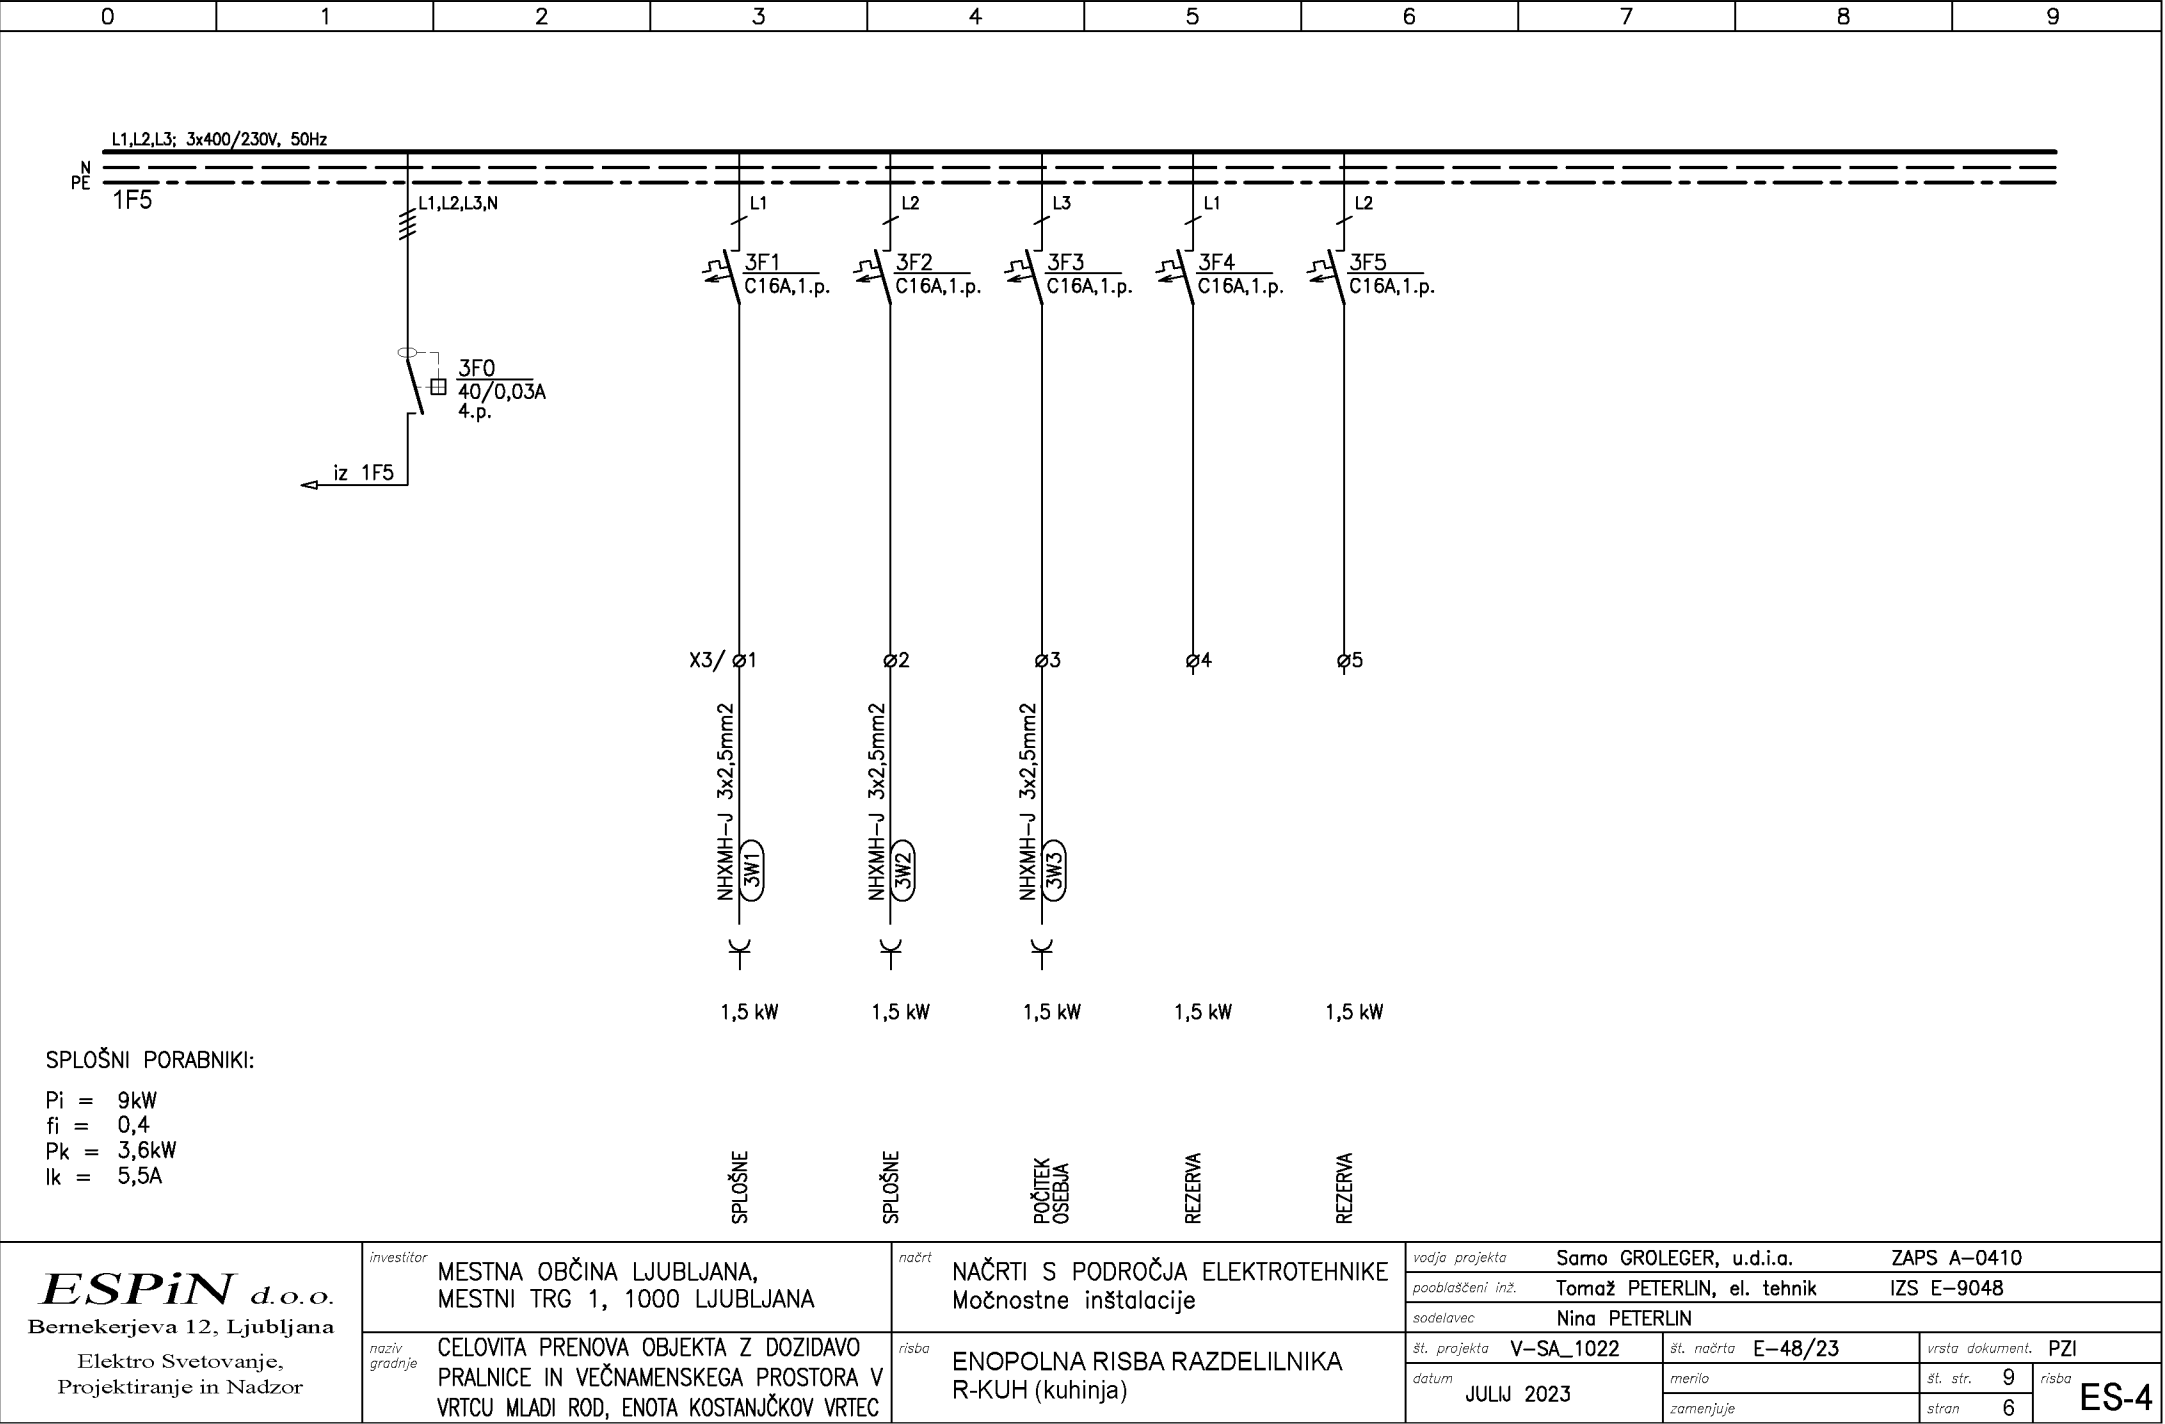 0 1 2 3 4 5 6 7 8 9
L1,L2,L3; 3x400/230V, 50Hz
N
PE
1F5
L1,L2,L3,N
L1 L2 L3 L1 L2
3F1 3F2 3F3 3F4 3F5
C16A,1.p. C16A,1.p. C16A,1.p. C16A,1.p. C16A,1.p.
3F0
40/0,03A
4.p.
iz 1F5
X3/ 1 2 3 4 5
NHXMH-J 3x2,5mm2
3W1
NHXMH-J 3x2,5mm2
3W2
NHXMH-J 3x2,5mm2
3W3
1,5 kW 1,5 kW 1,5 kW 1,5 kW 1,5 kW
SPLOŠNI PORABNIKI:
Pi = 9kW
fi = 0,4
Pk = 3,6kW
Ik = 5,5A
SPLOŠNE
SPLOŠNE
POČITEK
OSEBJA
REZERVA
REZERVA
ESPiN d.o.o.
Bernekerjeva 12, Ljubljana
Elektro Svetovanje,
Projektiranje in Nadzor
investitor
MESTNA OBČINA LJUBLJANA,
MESTNI TRG 1, 1000 LJUBLJANA
naziv
gradnje
CELOVITA PRENOVA OBJEKTA Z DOZIDAVO
PRALNICE IN VEČNAMENSKEGA PROSTORA V
VRTCU MLADI ROD, ENOTA KOSTANJČKOV VRTEC
načrt
NAČRTI S PODROČJA ELEKTROTEHNIKE
Močnostne inštalacije
risba
ENOPOLNA RISBA RAZDELILNIKA
R-KUH (kuhinja)
vodja projekta Samo GROLEGER, u.d.i.a. ZAPS A-0410
pooblaščeni inž. Tomaž PETERLIN, el. tehnik IZS E-9048
sodelavec Nina PETERLIN
št. projekta V-SA_1022 št. načrta E-48/23 vrsta dokument. PZI
datum JULIJ 2023
merilo
zamenjuje
št. str. 9
stran 6
risba ES-4